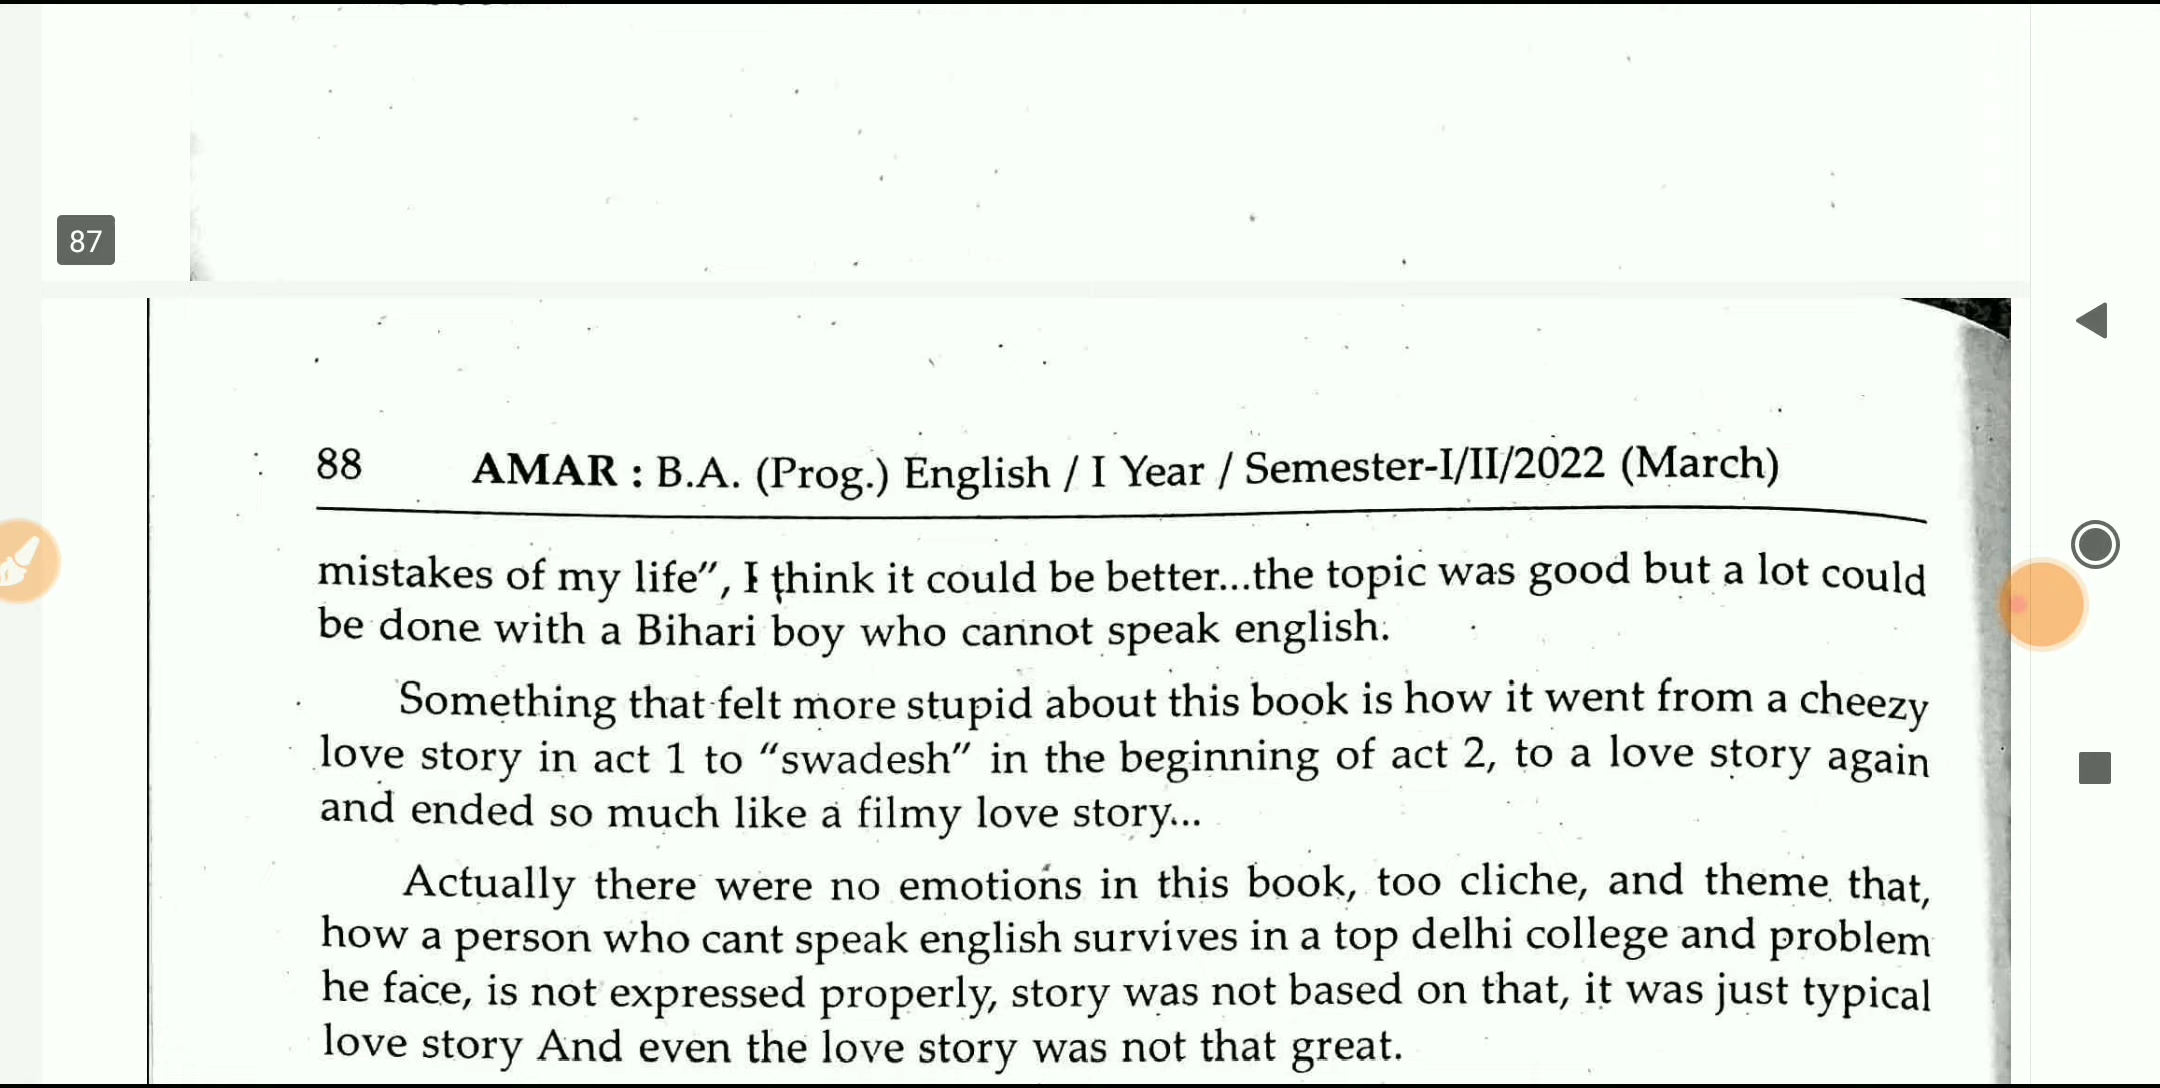 87
88 AMAR : B.A. (Prog.) English / I Year / Semester-I/II/2022 (March)
mistakes of my life”, I think it could be better...the topic was good but a lot could
be done with a Bihari boy who cannot speak english.
Something that felt more stupid about this book is how it went from a cheezy
love story in act 1 to “swadesh” in the beginning of act 2, to a love story again
and ended so much like a filmy love story...
Actually there were no emotions in this book, too cliche, and theme that,
how a person who cant speak english survives in a top delhi college and problem
he face, is not expressed properly, story was not based on that, it was just typical
love story And even the love story was not that great.